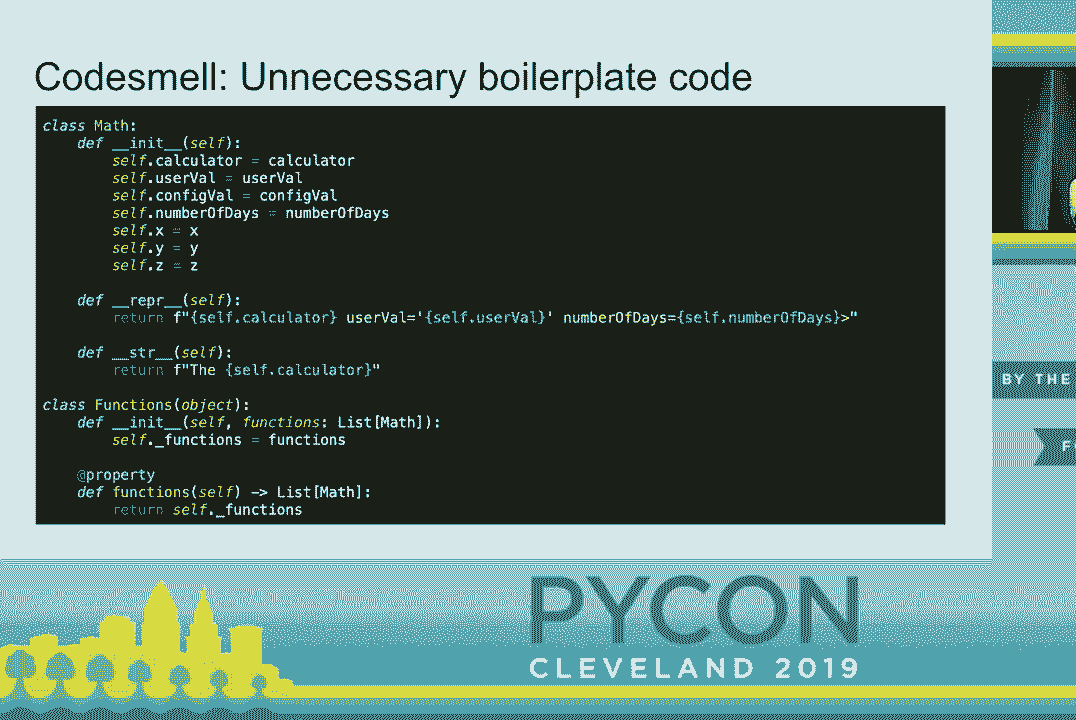 Codesmell: Unnecessary boilerplate code
class Math:
    def __init__(self):
        self.calculator = calculator
        self.userVal = userVal
        self.configVal = configVal
        self.numberOfDays = numberOfDays
        self.x = x
        self.y = y
        self.z = z
    def __repr__(self):
        return f"{self.calculator} userVal='{self.userVal}' numberOfDays={self.numberOfDays}>"
    def __str__(self):
        return f"The {self.calculator}"
class Functions(object):
    def __init__(self, functions: List[Math]):
        self._functions = functions
    @property
    def functions(self) -> List[Math]:
        return self._functions
BY THE
PYCON
CLEVELAND 2019